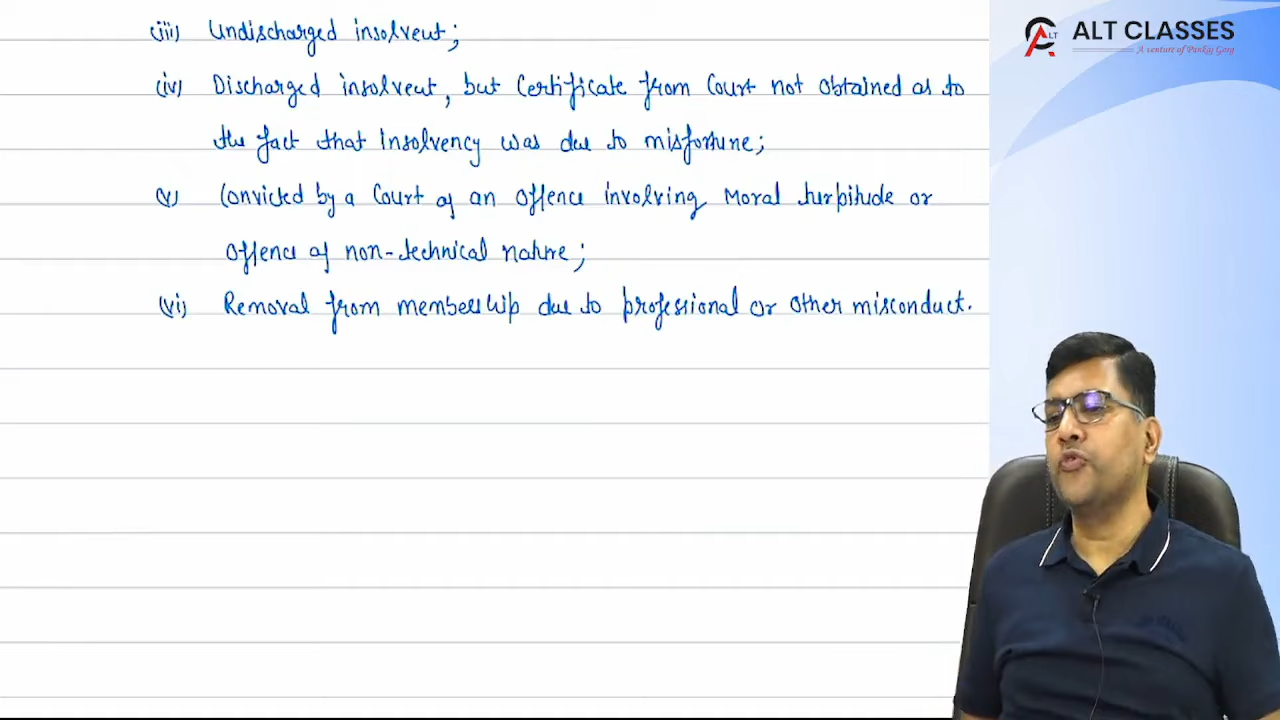 ALT CLASSES
A venture of Pankaj Garg
(iii) Undischarged insolvent;
(iv) Discharged insolvent, but Certificate from Court not obtained as to
the fact that Insolvency was due to misfortune;
(v) Convicted by a Court of an offence involving Moral turpitude or
offence of non-technical nature;
(vi) Removal from membership due to professional or other misconduct.